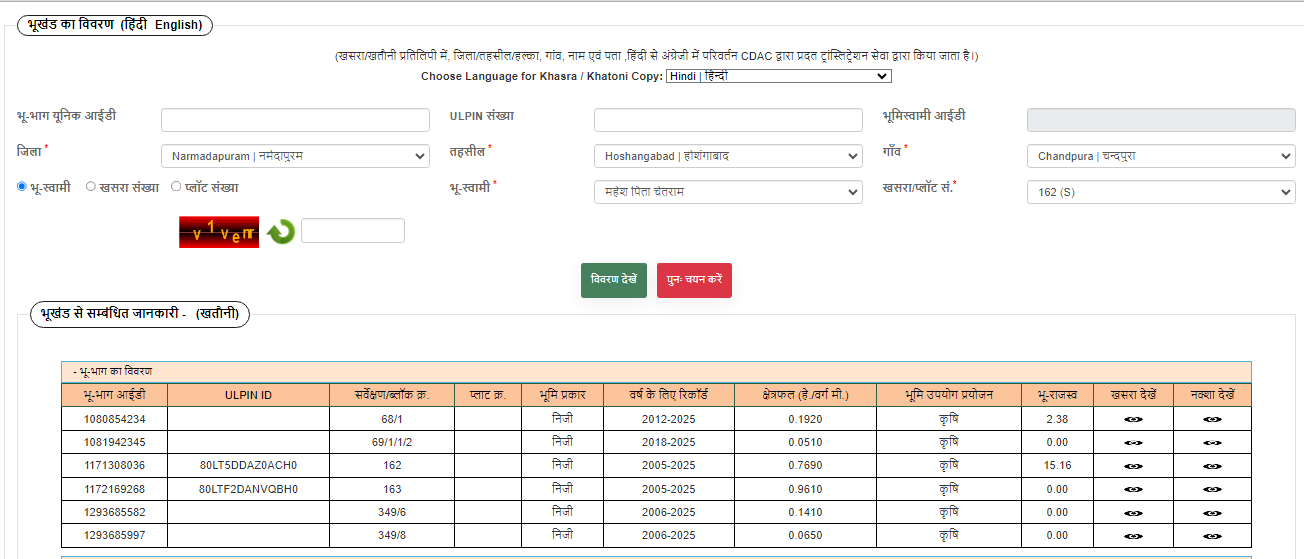 भूखंड का विवरण (हिंदी English)
(खसरा/खतौनी प्रतिलिपी में, जिला/तहसील/हल्का, गांव, नाम एवं पता ,हिंदी से अंग्रेजी में परिवर्तन CDAC द्वारा प्रदत ट्रांस्लिट्रेशन सेवा द्वारा किया जाता है।)
Choose Language for Khasra / Khatoni Copy: Hindi | हिन्दी
भू-भाग यूनिक आईडी ULPIN संख्या भूमिस्वामी आईडी
जिला * Narmadapuram | नर्मदापुरम तहसील * Hoshangabad | होशंगाबाद गाँव * Chandpura | चन्दपुरा
भू-स्वामी खसरा संख्या प्लॉट संख्या भू-स्वामी * महेश पिता चेतराम खसरा/प्लॉट सं.* 162 (S)
विवरण देखें पुनः चयन करें
भूखंड से सम्बंधित जानकारी - (खतौनी)
- भू-भाग का विवरण
भू-भाग आईडी ULPIN ID सर्वेक्षण/ब्लॉक क्र. प्लाट क्र. भूमि प्रकार वर्ष के लिए रिकॉर्ड क्षेत्रफल (हे./वर्ग मी.) भूमि उपयोग प्रयोजन भू-राजस्व खसरा देखें नक्शा देखें
1080854234 68/1 निजी 2012-2025 0.1920 कृषि 2.38
1081942345 69/1/1/2 निजी 2018-2025 0.0510 कृषि 0.00
1171308036 80LT5DDAZ0ACH0 162 निजी 2005-2025 0.7690 कृषि 15.16
1172169268 80LTF2DANVQBH0 163 निजी 2005-2025 0.9610 कृषि 0.00
1293685582 349/6 निजी 2006-2025 0.1410 कृषि 0.00
1293685997 349/8 निजी 2006-2025 0.0650 कृषि 0.00